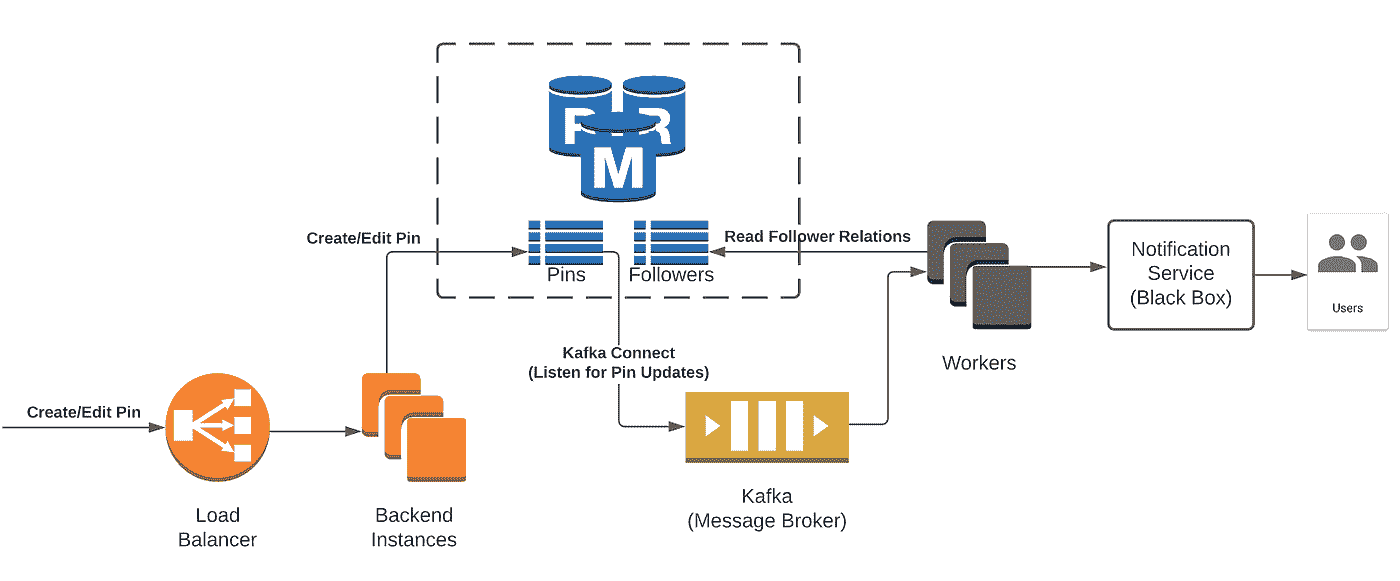 P
R
M
Create/Edit Pin
Read Follower Relations
Pins
Followers
Notification
Service
(Black Box)
Users
Kafka Connect
(Listen for Pin Updates)
Workers
Create/Edit Pin
Kafka
(Message Broker)
Load
Balancer
Backend
Instances